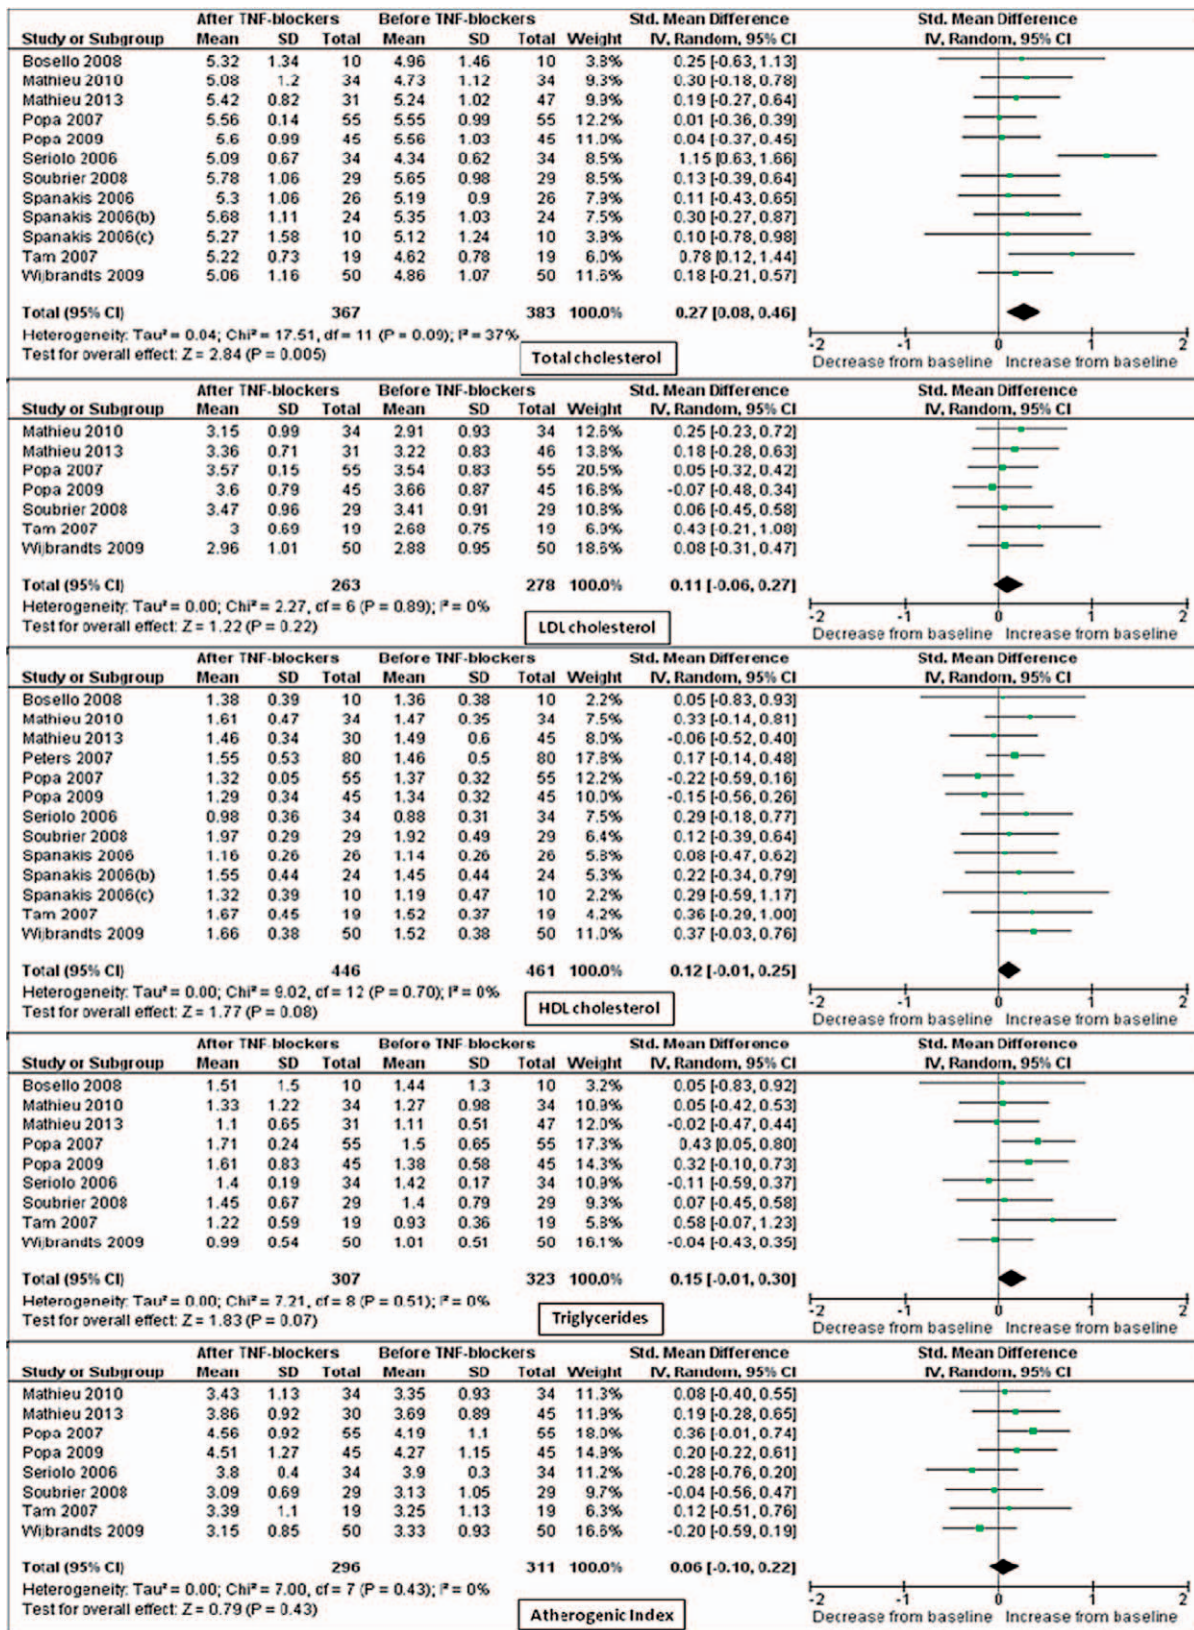 After TNF-blockers Before TNF-blockers Std. Mean Difference Std. Mean Difference
Study or Subgroup Mean SD Total Mean SD Total Weight IV, Random, 95% CI IV, Random, 95% CI
Bosello 2008 5.32 1.34 10 4.96 1.46 10 3.8% 0.25 [-0.63, 1.13]
Mathieu 2010 5.08 1.2 34 4.73 1.12 34 9.3% 0.30 [-0.18, 0.78]
Mathieu 2013 5.42 0.82 31 5.24 1.02 47 9.9% 0.19 [-0.27, 0.64]
Popa 2007 5.56 0.14 55 5.55 0.99 55 12.2% 0.01 [-0.36, 0.39]
Popa 2009 5.6 0.99 45 5.56 1.03 45 11.0% 0.04 [-0.37, 0.45]
Seriolo 2006 5.09 0.67 34 4.34 0.62 34 8.5% 1.15 [0.63, 1.66]
Soubrier 2008 5.78 1.06 29 5.65 0.98 29 8.5% 0.13 [-0.39, 0.64]
Spanakis 2006 5.3 1.06 26 5.19 0.9 26 7.9% 0.11 [-0.43, 0.65]
Spanakis 2006(b) 5.68 1.11 24 5.35 1.03 24 7.5% 0.30 [-0.27, 0.87]
Spanakis 2006(c) 5.27 1.58 10 5.12 1.24 10 3.9% 0.10 [-0.78, 0.98]
Tam 2007 5.22 0.73 19 4.62 0.78 19 6.0% 0.78 [0.12, 1.44]
Wijbrandts 2009 5.06 1.16 50 4.86 1.07 50 11.6% 0.18 [-0.21, 0.57]
Total (95% CI) 367 383 100.0% 0.27 [0.08, 0.46]
Heterogeneity: Tau² = 0.04; Chi² = 17.51, df = 11 (P = 0.09); I² = 37%
Test for overall effect: Z = 2.84 (P = 0.005)
Total cholesterol
-2 -1 0 1 2
Decrease from baseline Increase from baseline
After TNF-blockers Before TNF-blockers Std. Mean Difference Std. Mean Difference
Study or Subgroup Mean SD Total Mean SD Total Weight IV, Random, 95% CI IV, Random, 95% CI
Mathieu 2010 3.15 0.99 34 2.91 0.93 34 12.6% 0.25 [-0.23, 0.72]
Mathieu 2013 3.36 0.71 31 3.22 0.83 46 13.8% 0.18 [-0.28, 0.63]
Popa 2007 3.57 0.15 55 3.54 0.83 55 20.5% 0.05 [-0.32, 0.42]
Popa 2009 3.6 0.79 45 3.66 0.87 45 16.8% -0.07 [-0.48, 0.34]
Soubrier 2008 3.47 0.96 29 3.41 0.91 29 10.8% 0.06 [-0.45, 0.58]
Tam 2007 3 0.69 19 2.68 0.75 19 6.9% 0.43 [-0.21, 1.08]
Wijbrandts 2009 2.96 1.01 50 2.88 0.95 50 18.6% 0.08 [-0.31, 0.47]
Total (95% CI) 263 278 100.0% 0.11 [-0.06, 0.27]
Heterogeneity: Tau² = 0.00; Chi² = 2.27, df = 6 (P = 0.89); I² = 0%
Test for overall effect: Z = 1.22 (P = 0.22)
LDL cholesterol
-2 -1 0 1 2
Decrease from baseline Increase from baseline
After TNF-blockers Before TNF-blockers Std. Mean Difference Std. Mean Difference
Study or Subgroup Mean SD Total Mean SD Total Weight IV, Random, 95% CI IV, Random, 95% CI
Bosello 2008 1.38 0.39 10 1.36 0.38 10 2.2% 0.05 [-0.83, 0.93]
Mathieu 2010 1.61 0.47 34 1.47 0.35 34 7.5% 0.33 [-0.14, 0.81]
Mathieu 2013 1.46 0.34 30 1.49 0.6 45 8.0% -0.06 [-0.52, 0.40]
Peters 2007 1.55 0.53 80 1.46 0.5 80 17.8% 0.17 [-0.14, 0.48]
Popa 2007 1.32 0.05 55 1.37 0.32 55 12.2% -0.22 [-0.59, 0.16]
Popa 2009 1.29 0.34 45 1.34 0.32 45 10.0% -0.15 [-0.56, 0.26]
Seriolo 2006 0.98 0.36 34 0.88 0.31 34 7.5% 0.29 [-0.18, 0.77]
Soubrier 2008 1.97 0.29 29 1.92 0.49 29 6.4% 0.12 [-0.39, 0.64]
Spanakis 2006 1.16 0.26 26 1.14 0.26 26 5.8% 0.08 [-0.47, 0.62]
Spanakis 2006(b) 1.55 0.44 24 1.45 0.44 24 5.3% 0.22 [-0.34, 0.79]
Spanakis 2006(c) 1.32 0.39 10 1.19 0.47 10 2.2% 0.29 [-0.59, 1.17]
Tam 2007 1.67 0.45 19 1.52 0.37 19 4.2% 0.36 [-0.29, 1.00]
Wijbrandts 2009 1.66 0.38 50 1.52 0.38 50 11.0% 0.37 [-0.03, 0.76]
Total (95% CI) 446 461 100.0% 0.12 [-0.01, 0.25]
Heterogeneity: Tau² = 0.00; Chi² = 9.02, df = 12 (P = 0.70); I² = 0%
Test for overall effect: Z = 1.77 (P = 0.08)
HDL cholesterol
-2 -1 0 1 2
Decrease from baseline Increase from baseline
After TNF-blockers Before TNF-blockers Std. Mean Difference Std. Mean Difference
Study or Subgroup Mean SD Total Mean SD Total Weight IV, Random, 95% CI IV, Random, 95% CI
Bosello 2008 1.51 1.5 10 1.44 1.3 10 3.2% 0.05 [-0.83, 0.92]
Mathieu 2010 1.33 1.22 34 1.27 0.98 34 10.9% 0.05 [-0.42, 0.53]
Mathieu 2013 1.1 0.65 31 1.11 0.51 47 12.0% -0.02 [-0.47, 0.44]
Popa 2007 1.71 0.24 55 1.5 0.65 55 17.3% 0.43 [0.05, 0.80]
Popa 2009 1.61 0.83 45 1.38 0.58 45 14.3% 0.32 [-0.10, 0.73]
Seriolo 2006 1.4 0.19 34 1.42 0.17 34 10.9% -0.11 [-0.59, 0.37]
Soubrier 2008 1.45 0.67 29 1.4 0.79 29 9.3% 0.07 [-0.45, 0.58]
Tam 2007 1.22 0.59 19 0.93 0.36 19 5.8% 0.58 [-0.07, 1.23]
Wijbrandts 2009 0.99 0.54 50 1.01 0.51 50 16.1% -0.04 [-0.43, 0.35]
Total (95% CI) 307 323 100.0% 0.15 [-0.01, 0.30]
Heterogeneity: Tau² = 0.00; Chi² = 7.21, df = 8 (P = 0.51); I² = 0%
Test for overall effect: Z = 1.83 (P = 0.07)
Triglycerides
-2 -1 0 1 2
Decrease from baseline Increase from baseline
After TNF-blockers Before TNF-blockers Std. Mean Difference Std. Mean Difference
Study or Subgroup Mean SD Total Mean SD Total Weight IV, Random, 95% CI IV, Random, 95% CI
Mathieu 2010 3.43 1.13 34 3.35 0.93 34 11.3% 0.08 [-0.40, 0.55]
Mathieu 2013 3.86 0.92 30 3.69 0.89 45 11.9% 0.19 [-0.28, 0.65]
Popa 2007 4.56 0.92 55 4.19 1.1 55 18.0% 0.36 [-0.01, 0.74]
Popa 2009 4.51 1.27 45 4.27 1.15 45 14.9% 0.20 [-0.22, 0.61]
Seriolo 2006 3.8 0.4 34 3.9 0.3 34 11.2% -0.28 [-0.76, 0.20]
Soubrier 2008 3.09 0.69 29 3.13 1.05 29 9.7% -0.04 [-0.56, 0.47]
Tam 2007 3.39 1.1 19 3.25 1.13 19 6.3% 0.12 [-0.51, 0.76]
Wijbrandts 2009 3.15 0.85 50 3.33 0.93 50 16.6% -0.20 [-0.59, 0.19]
Total (95% CI) 296 311 100.0% 0.06 [-0.10, 0.22]
Heterogeneity: Tau² = 0.00; Chi² = 7.00, df = 7 (P = 0.43); I² = 0%
Test for overall effect: Z = 0.79 (P = 0.43)
Atherogenic Index
-2 -1 0 1 2
Decrease from baseline Increase from baseline